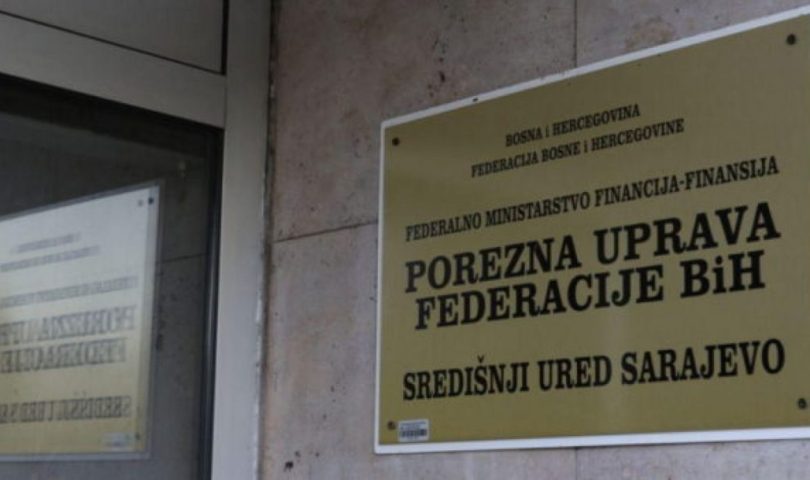 BOSNA i HERCEGOVINA
FEDERACIJA BOSNE i HERCEGOVINE
FEDERALNO MINISTARSTVO FINANCIJA-FINANSIJA
POREZNA UPRAVA
FEDERACIJE BiH
SREDIŠNJI URED SARAJEVO